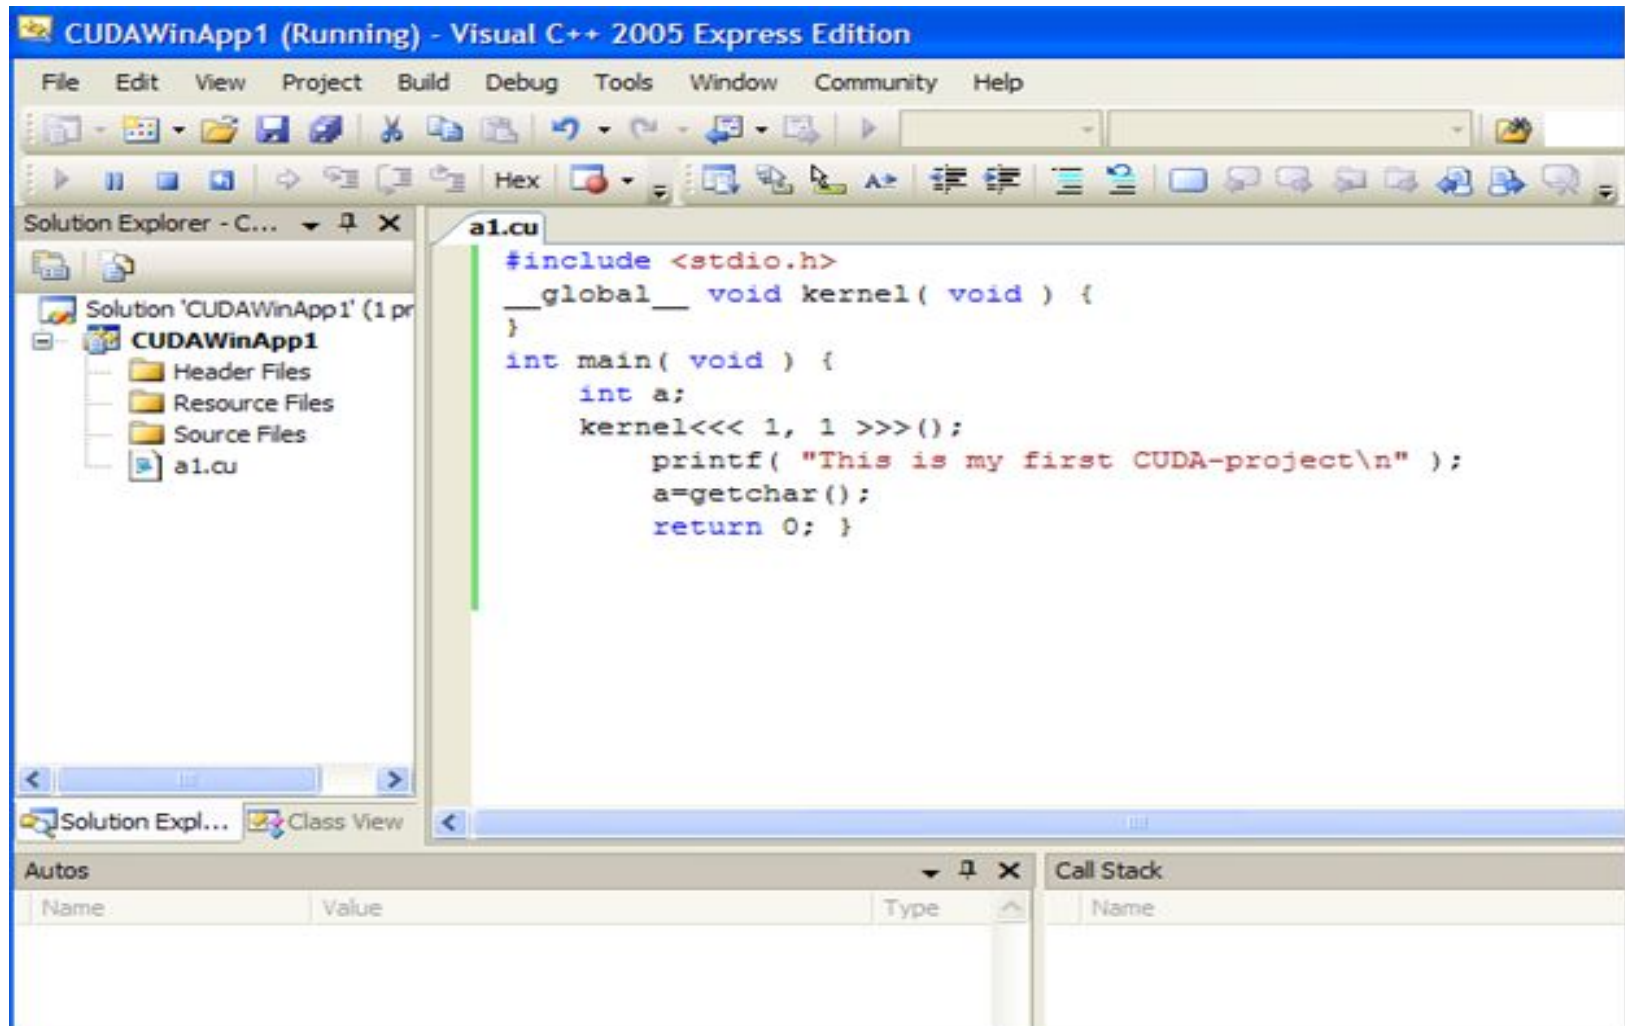 CUDAWinApp1 (Running) - Visual C++ 2005 Express Edition
File Edit View Project Build Debug Tools Window Community Help
Hex
Solution Explorer - C...
a1.cu
Solution 'CUDAWinApp1' (1 pr
CUDAWinApp1
Header Files
Resource Files
Source Files
a1.cu
#include <stdio.h>
__global__ void kernel( void ) {
}
int main( void ) {
int a;
kernel<<< 1, 1 >>>();
printf( "This is my first CUDA-project\n" );
a=getchar();
return 0; }
Solution Expl... Class View
Autos
Name Value Type
Call Stack
Name